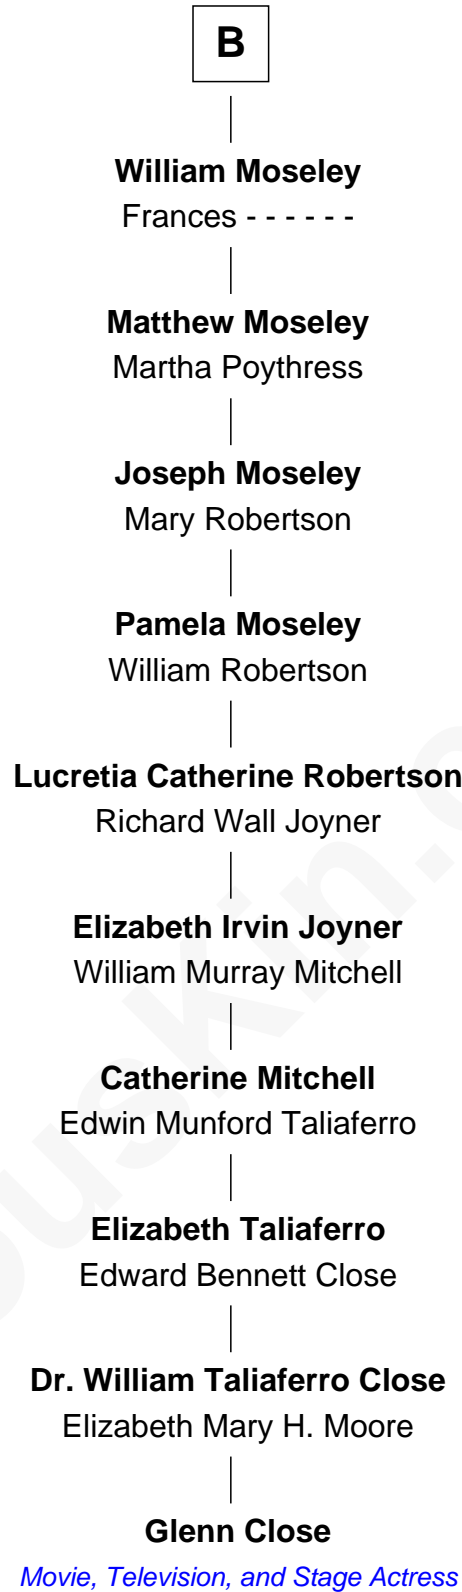 B
William Moseley
Frances - - - - - -
Matthew Moseley
Martha Poythress
Joseph Moseley
Mary Robertson
Pamela Moseley
William Robertson
Lucretia Catherine Robertson
Richard Wall Joyner
Elizabeth Irvin Joyner
William Murray Mitchell
Catherine Mitchell
Edwin Munford Taliaferro
Elizabeth Taliaferro
Edward Bennett Close
Dr. William Taliaferro Close
Elizabeth Mary H. Moore
Glenn Close
Movie, Television, and Stage Actress